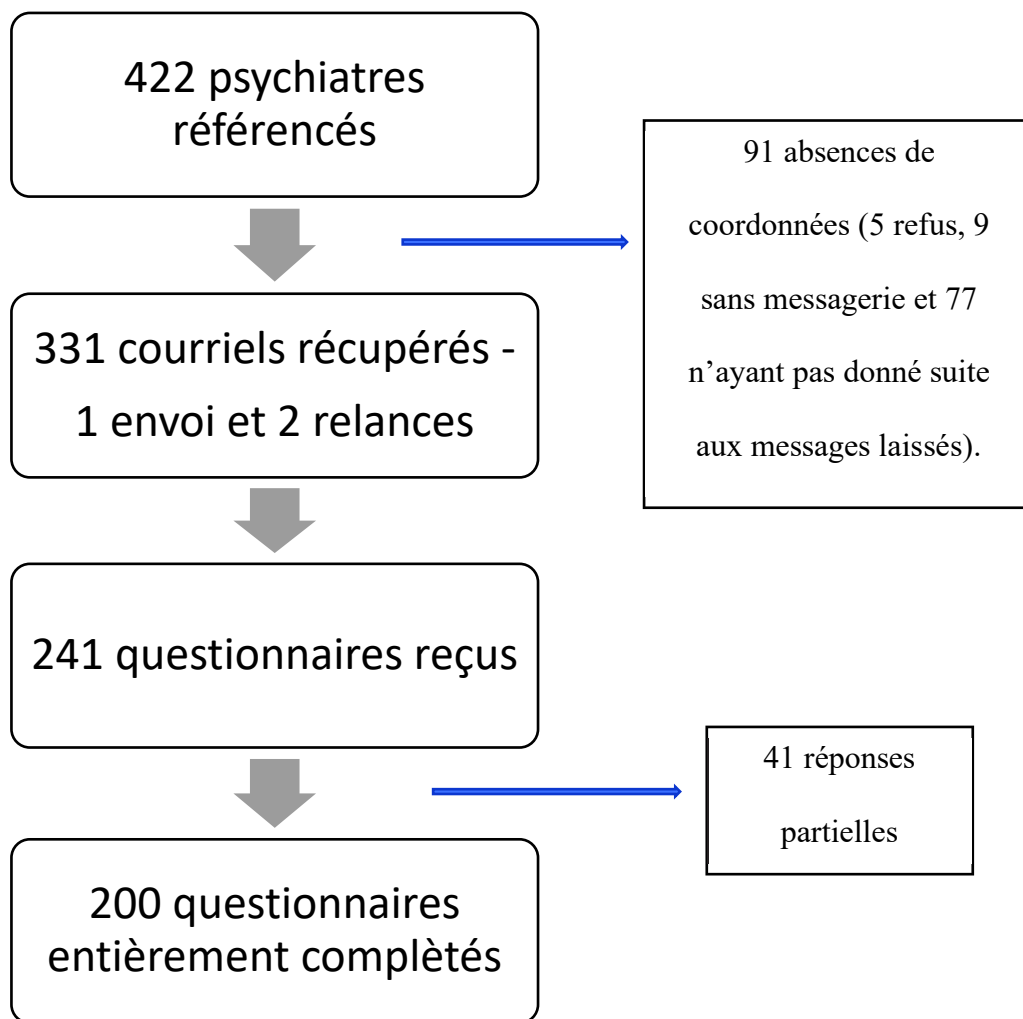 422 psychiatres
référencés
91 absences de
coordonnées (5 refus, 9
sans messagerie et 77
n'ayant pas donné suite
aux messages laissés).
331 courriels récupérés -
1 envoi et 2 relances
241 questionnaires reçus
41 réponses
partielles
200 questionnaires
entièrement complètés